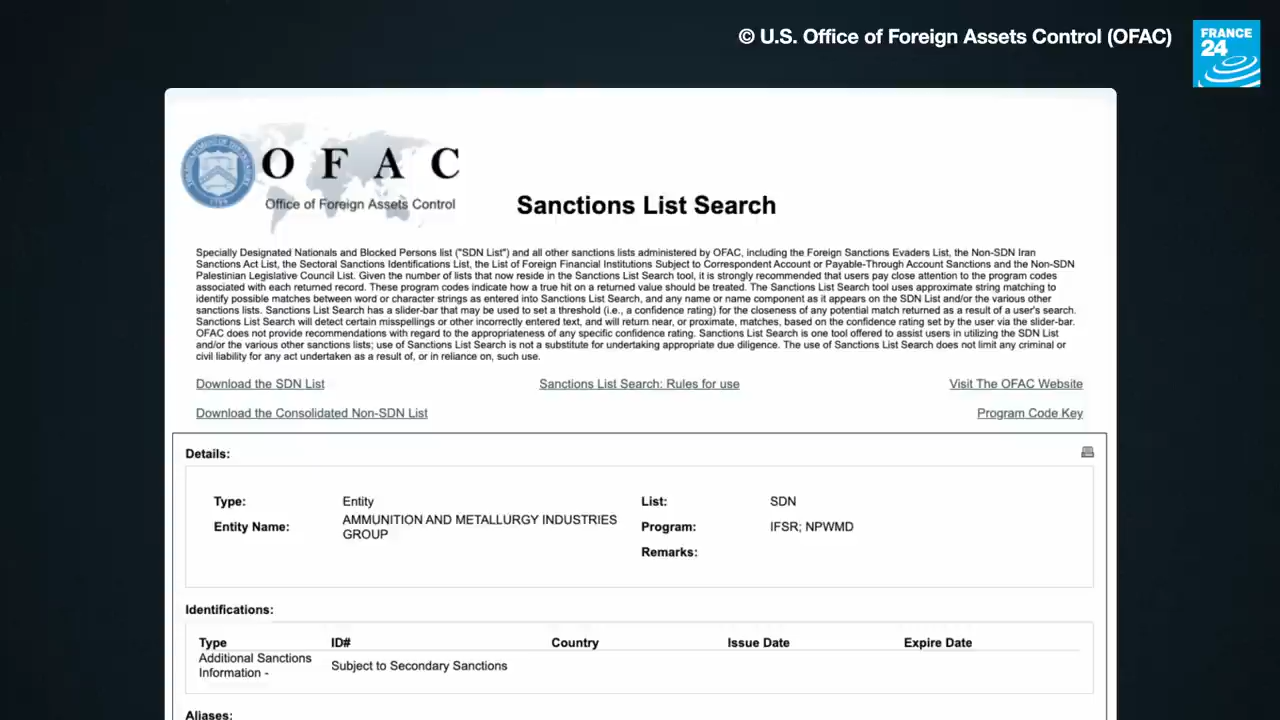 © U.S. Office of Foreign Assets Control (OFAC)
FRANCE
24
OFAC
Office of Foreign Assets Control
Sanctions List Search
Specially Designated Nationals and Blocked Persons list ("SDN List") and all other sanctions lists administered by OFAC, including the Foreign Sanctions Evaders List, the Non-SDN Iran
Sanctions Act List, the Sectoral Sanctions Identifications List, the List of Foreign Financial Institutions Subject to Correspondent Account or Payable-Through Account Sanctions and the Non-SDN
Palestinian Legislative Council List. Given the number of lists that now reside in the Sanctions List Search tool, it is strongly recommended that users pay close attention to the program codes
associated with each returned record. These program codes indicate how a true hit on a returned value should be treated. The Sanctions List Search tool uses approximate string matching to
identify possible matches between word or character strings as entered into Sanctions List Search, and any name or name component as it appears on the SDN List and/or the various other
sanctions lists. Sanctions List Search has a slider-bar that may be used to set a threshold (i.e., a confidence rating) for the closeness of any potential match returned as a result of a user's search.
Sanctions List Search will detect certain misspellings or other incorrectly entered text, and will return near, or proximate, matches, based on the confidence rating set by the user via the slider-bar.
OFAC does not provide recommendations with regard to the appropriateness of any specific confidence rating. Sanctions List Search is one tool offered to assist users in utilizing the SDN List
and/or the various other sanctions lists; use of Sanctions List Search is not a substitute for undertaking appropriate due diligence. The use of Sanctions List Search does not limit any criminal or
civil liability for any act undertaken as a result of, or in reliance on, such use.
Download the SDN List Sanctions List Search: Rules for use Visit The OFAC Website
Download the Consolidated Non-SDN List Program Code Key
Details:
Type: Entity List: SDN
Entity Name: AMMUNITION AND METALLURGY INDUSTRIES
GROUP
Program: IFSR; NPWMD
Remarks:
Identifications:
Type ID# Country Issue Date Expire Date
Additional Sanctions
Information -
Subject to Secondary Sanctions
Aliases: